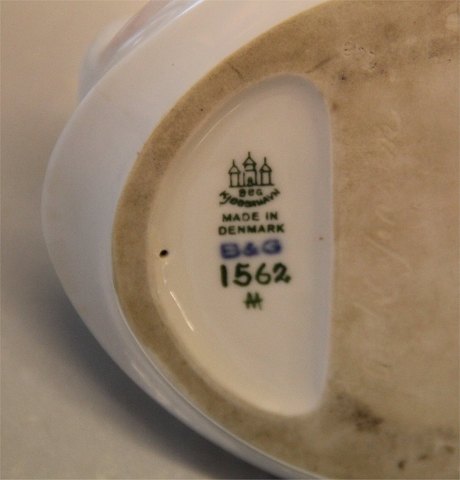 B&G
KJØBENHAVN
MADE IN
DENMARK
B&G
1562